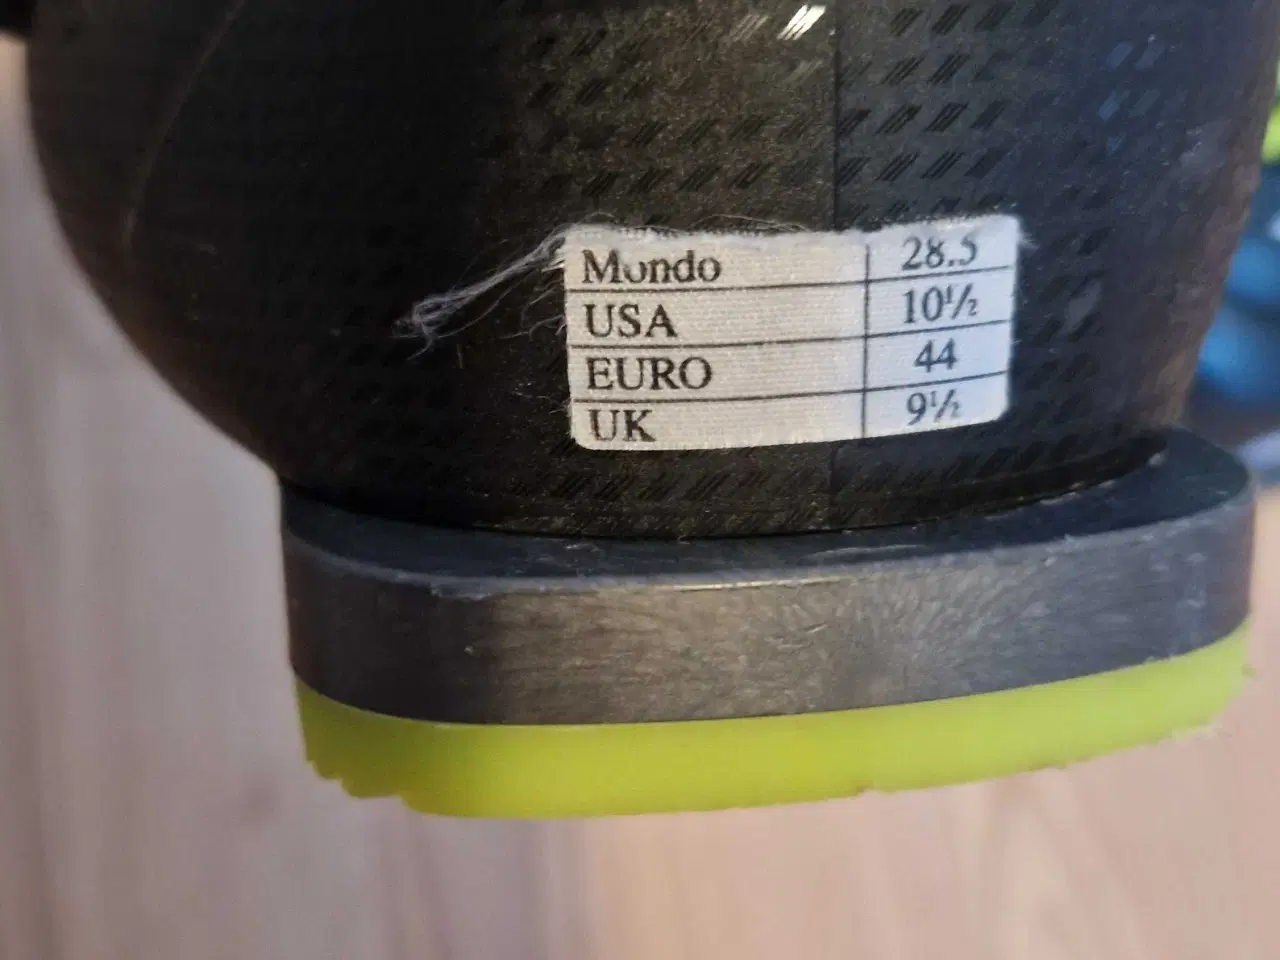 Mondo 28.5
USA 10½
EURO 44
UK 9½